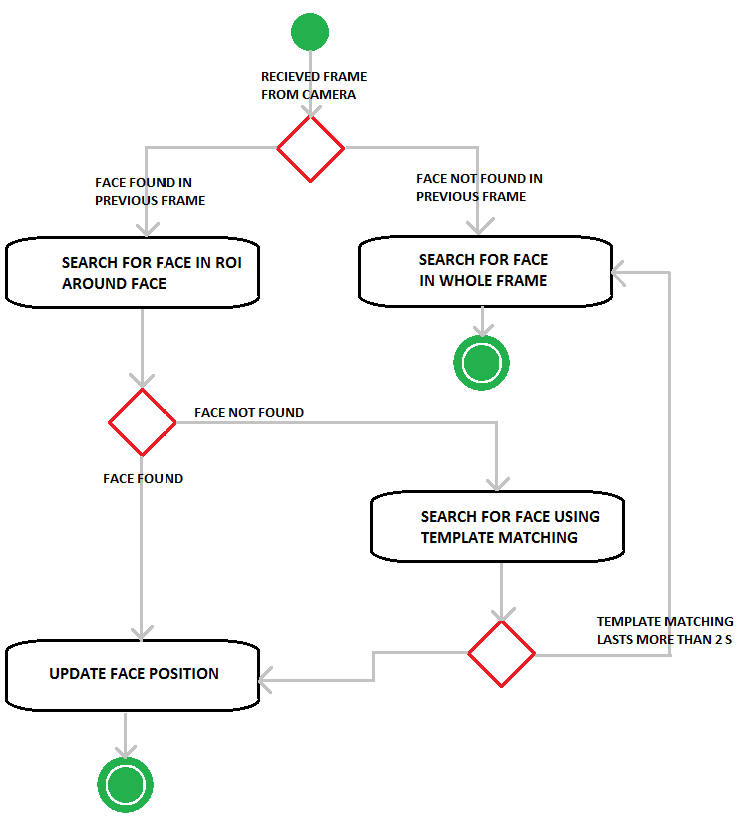 RECIEVED FRAME
FROM CAMERA
FACE FOUND IN
PREVIOUS FRAME
FACE NOT FOUND IN
PREVIOUS FRAME
SEARCH FOR FACE IN ROI
AROUND FACE
SEARCH FOR FACE
IN WHOLE FRAME
FACE NOT FOUND
FACE FOUND
SEARCH FOR FACE USING
TEMPLATE MATCHING
TEMPLATE MATCHING
LASTS MORE THAN 2 S
UPDATE FACE POSITION